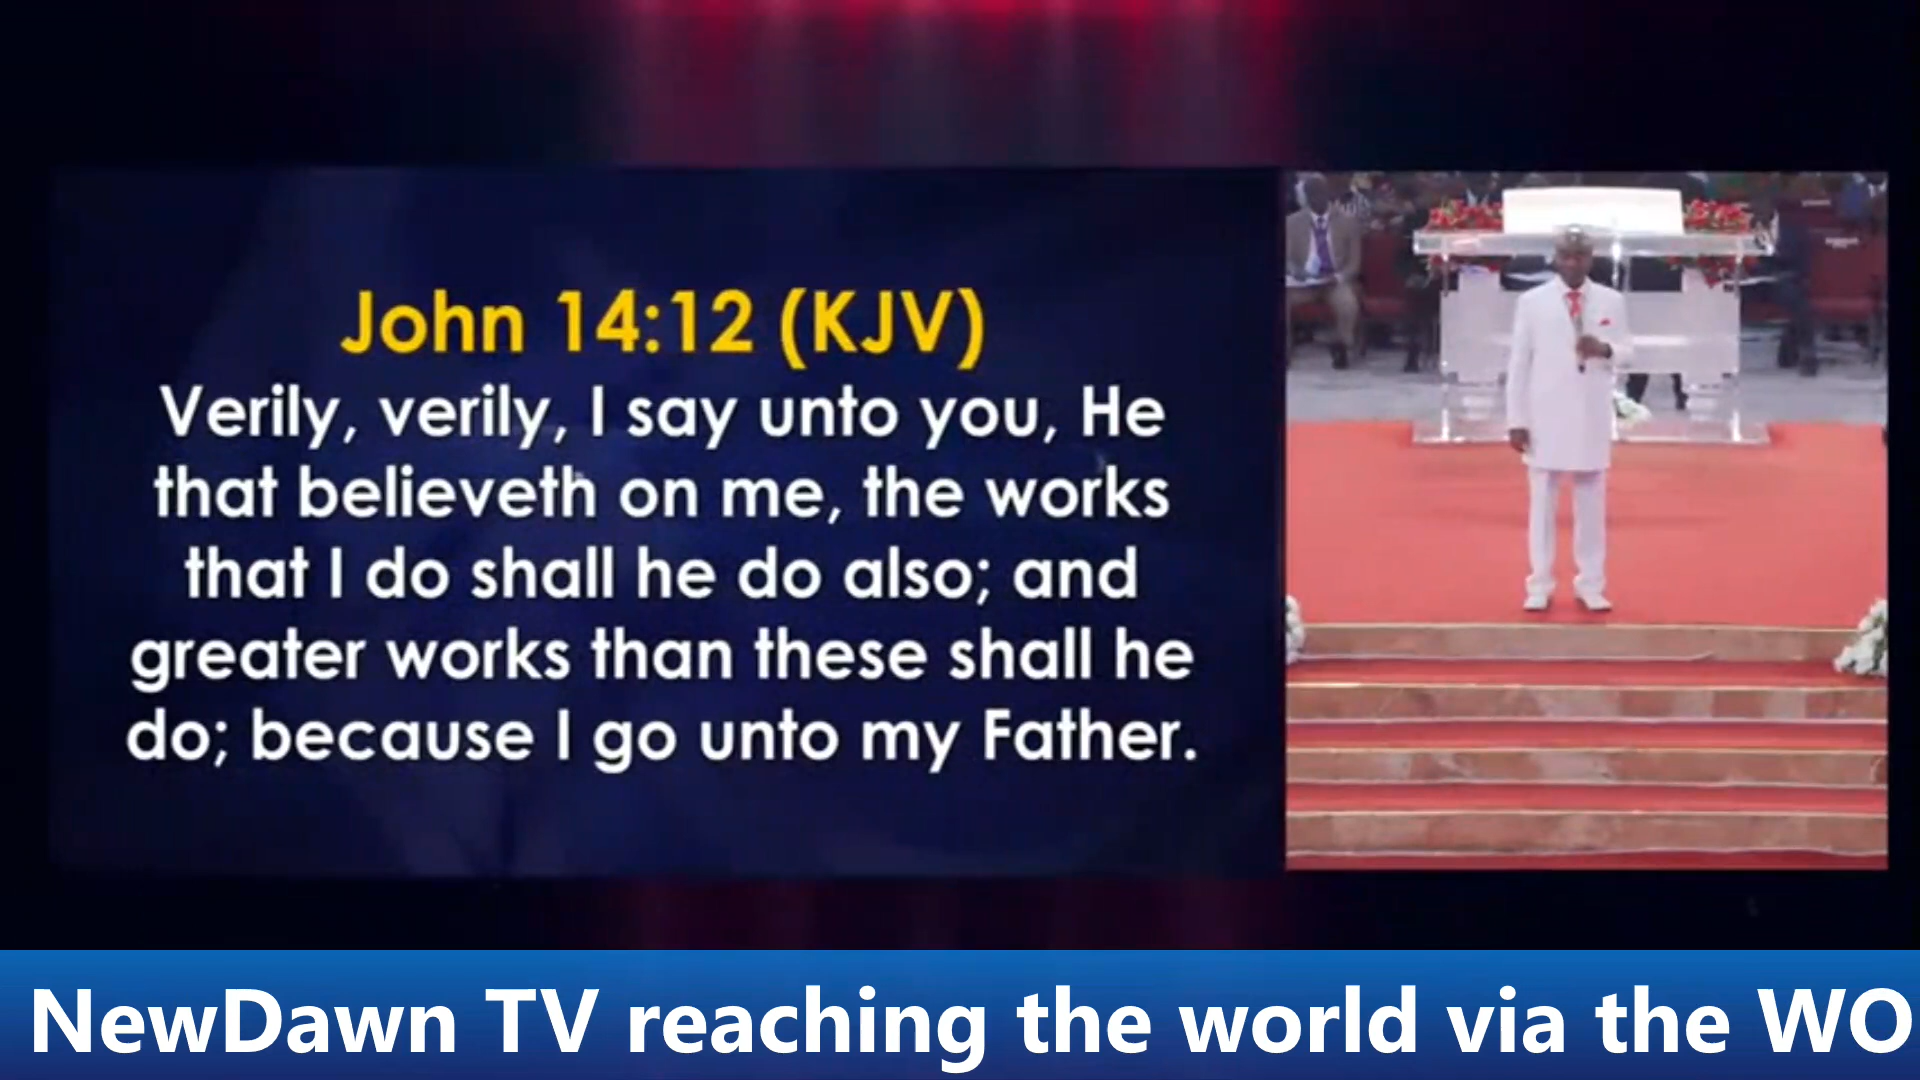 John 14:12 (KJV)
Verily, verily, I say unto you, He
that believeth on me, the works
that I do shall he do also; and
greater works than these shall he
do; because I go unto my Father.
NewDawn TV reaching the world via the WO